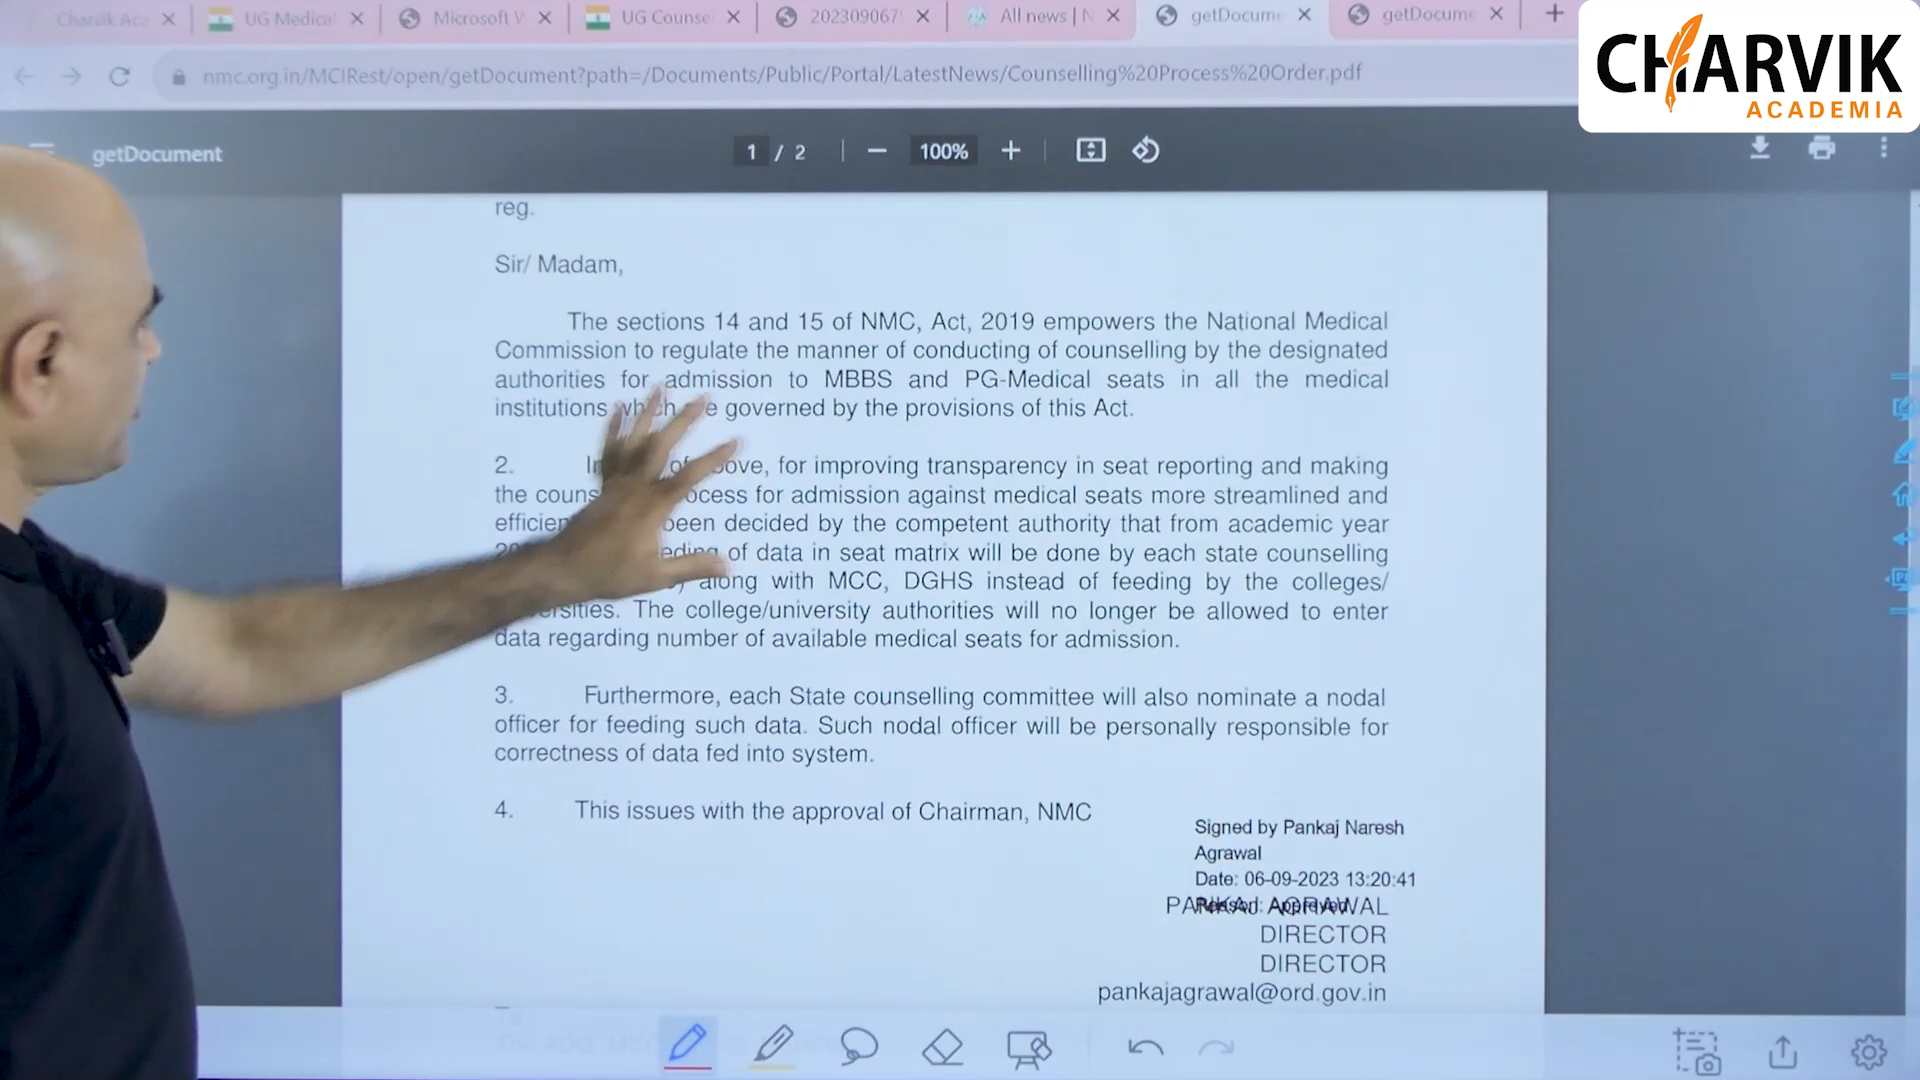 Charvik Aca
UG Medical
Microsoft V
UG Counse
202309067
All news | N
getDocume
getDocume
CHARVIK
ACADEMIA
nmc.org.in/MCIRest/open/getDocument?path=/Documents/Public/Portal/LatestNews/Counselling%20Process%20Order.pdf
getDocument
1 / 2
100%
reg.
Sir/ Madam,
The sections 14 and 15 of NMC, Act, 2019 empowers the National Medical
Commission to regulate the manner of conducting of counselling by the designated
authorities for admission to MBBS and PG-Medical seats in all the medical
institutions which are governed by the provisions of this Act.
2. of above, for improving transparency in seat reporting and making
the process for admission against medical seats more streamlined and
been decided by the competent authority that from academic year
of data in seat matrix will be done by each state counselling
along with MCC, DGHS instead of feeding by the colleges/
The college/university authorities will no longer be allowed to enter
data regarding number of available medical seats for admission.
3. Furthermore, each State counselling committee will also nominate a nodal
officer for feeding such data. Such nodal officer will be personally responsible for
correctness of data fed into system.
4. This issues with the approval of Chairman, NMC
Signed by Pankaj Naresh
Agrawal
Date: 06-09-2023 13:20:41
Reason: Approved
PANKAJ AGRAWAL
DIRECTOR
DIRECTOR
pankajagrawal@ord.gov.in